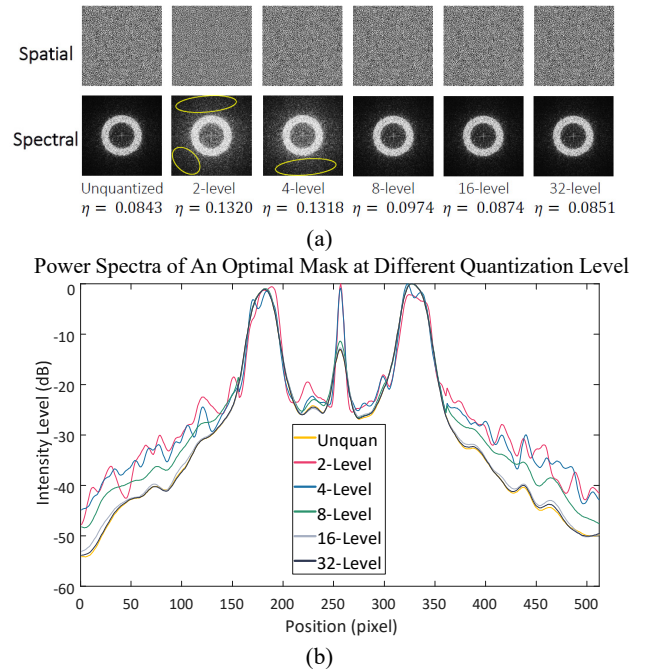 Spatial
Spectral
Unquantized 2-level 4-level 8-level 16-level 32-level
η = 0.0843 η = 0.1320 η = 0.1318 η = 0.0974 η = 0.0874 η = 0.0851
(a)
Power Spectra of An Optimal Mask at Different Quantization Level
0
-10
-20
-30
-40
-50
-60
Intensity Level (dB)
Unquan
2-Level
4-Level
8-Level
16-Level
32-Level
0 50 100 150 200 250 300 350 400 450 500
Position (pixel)
(b)